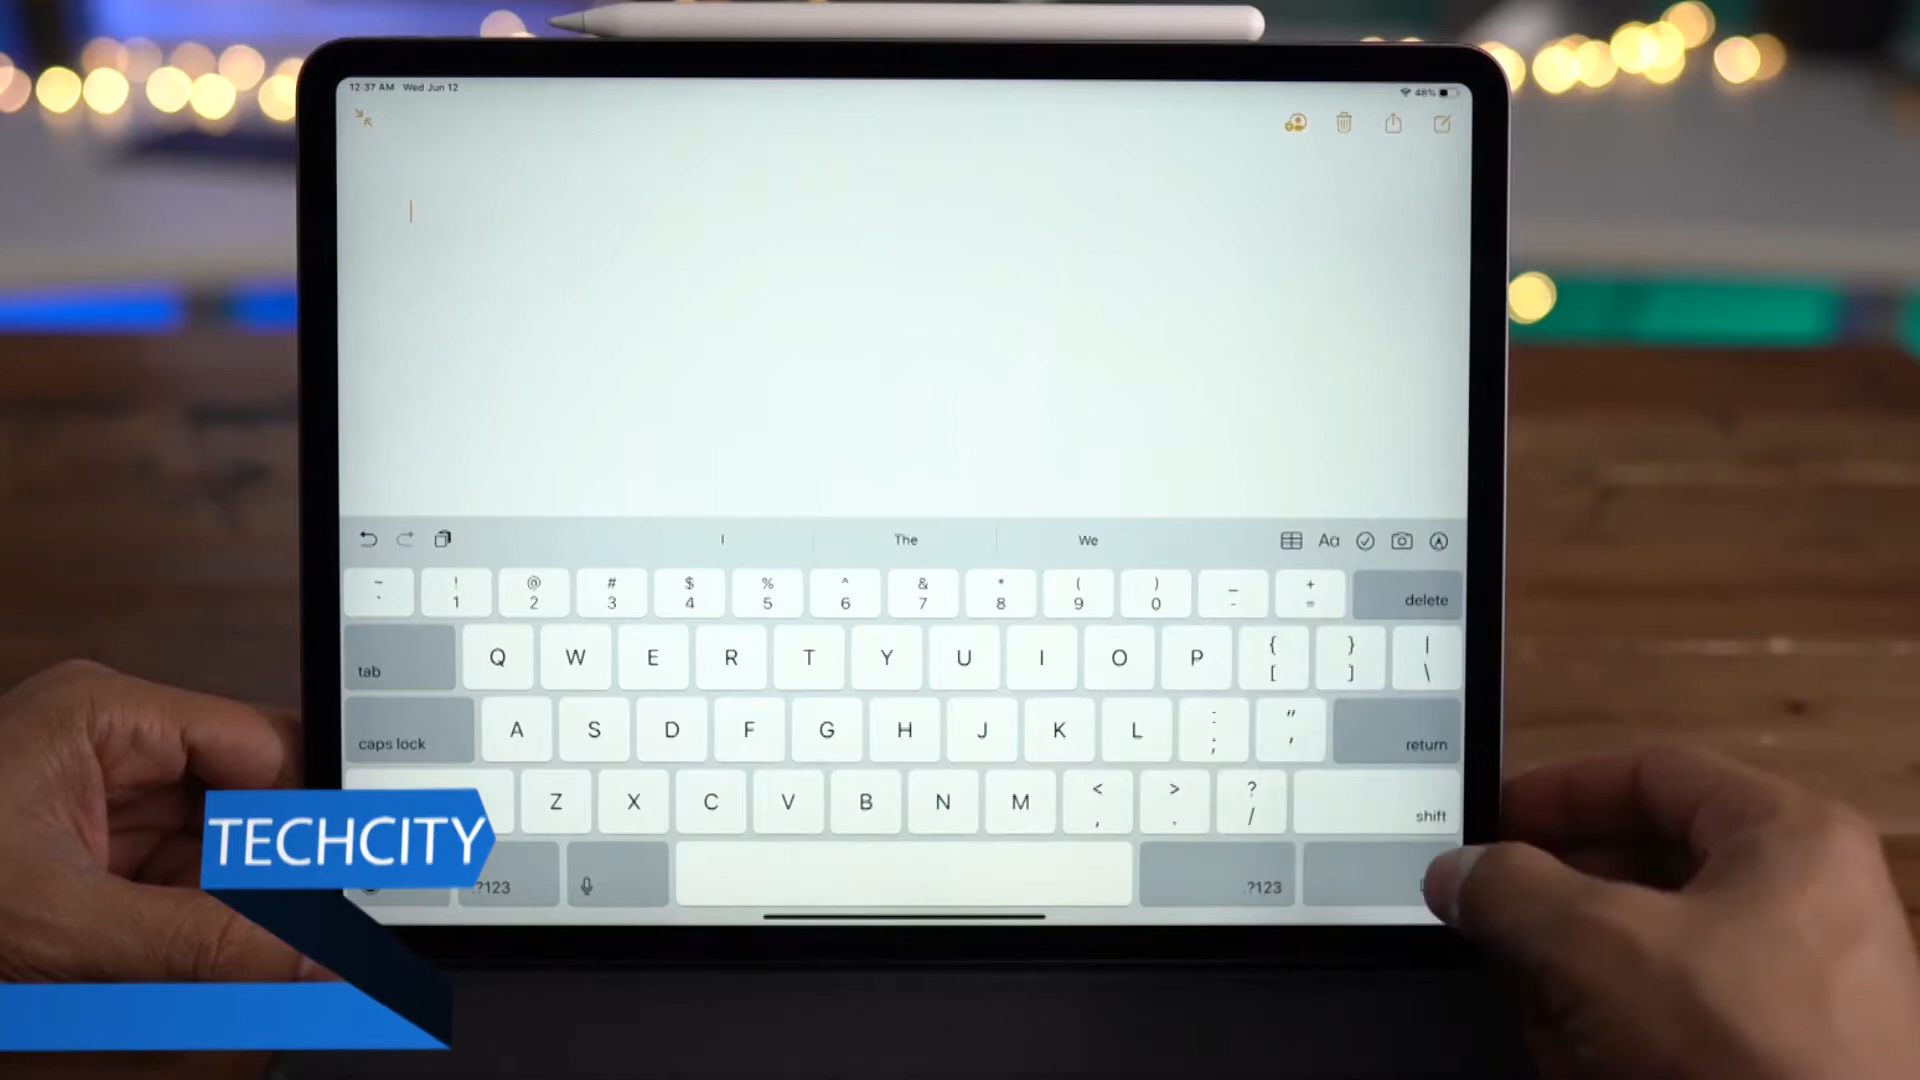 12:37 AM Wed Jun 12
48%
I The We
~ ! @ # $ % ^ & * ( ) _ +
` 1 2 3 4 5 6 7 8 9 0 - = delete
tab Q W E R T Y U I O P { [ } ] | \
caps lock A S D F G H J K L : ; " ' return
Z X C V B N M < , > . ? / shift
.?123 .?123
TECHCITY